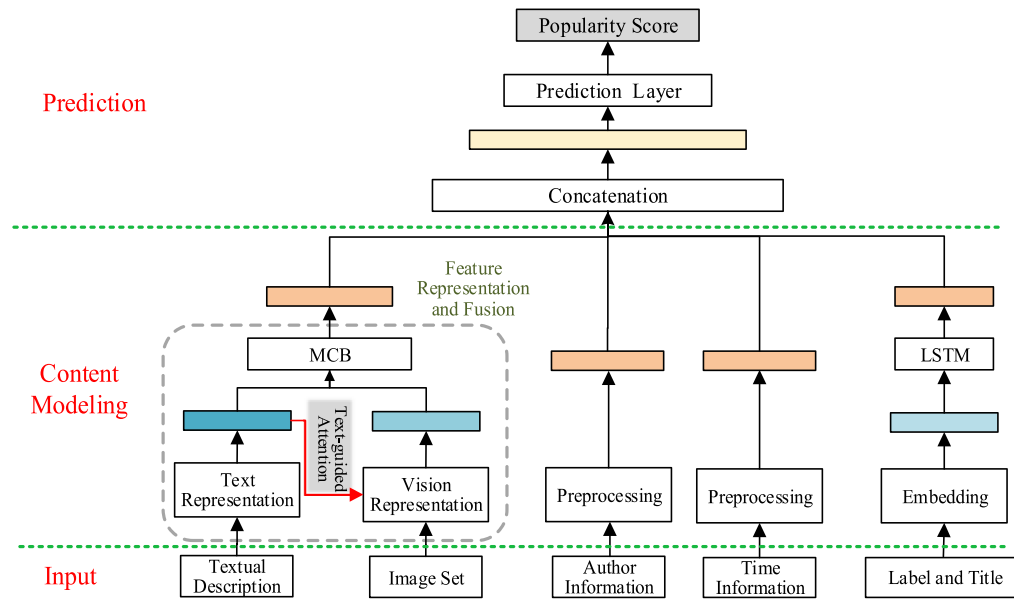 Popularity Score
Prediction Layer
Prediction
Concatenation
Feature
Representation
and Fusion
MCB
LSTM
Content
Modeling
Text-guided
Attention
Text
Representation
Vision
Representation
Preprocessing
Preprocessing
Embedding
Input
Textual
Description
Image Set
Author
Information
Time
Information
Label and Title